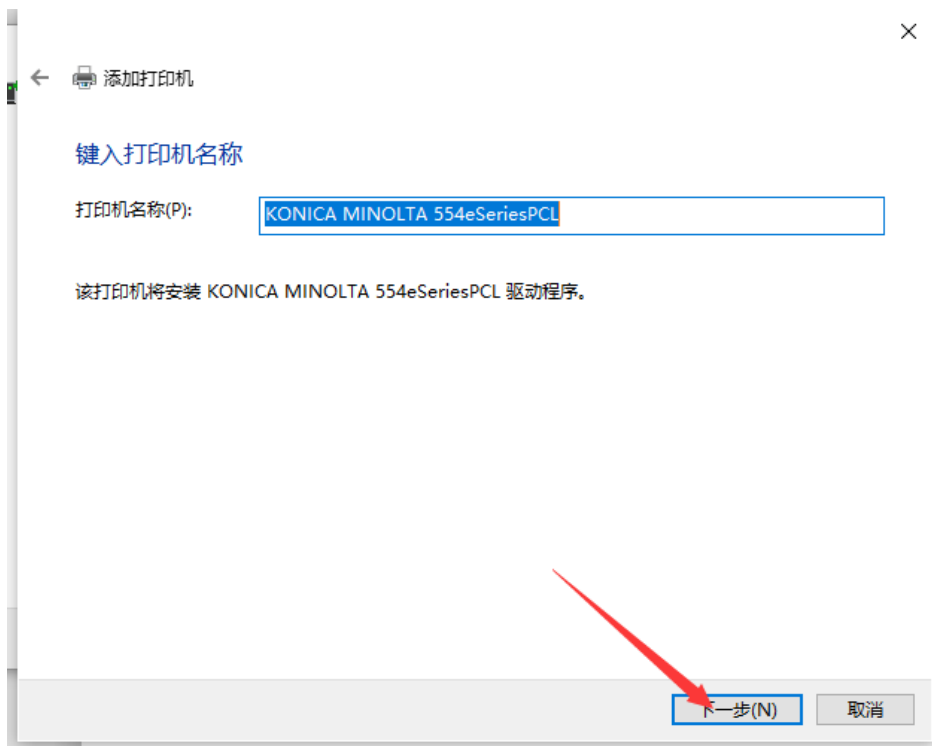 添加打印机
键入打印机名称
打印机名称(P): KONICA MINOLTA 554eSeriesPCL
该打印机将安装 KONICA MINOLTA 554eSeriesPCL 驱动程序。
下一步(N) 取消